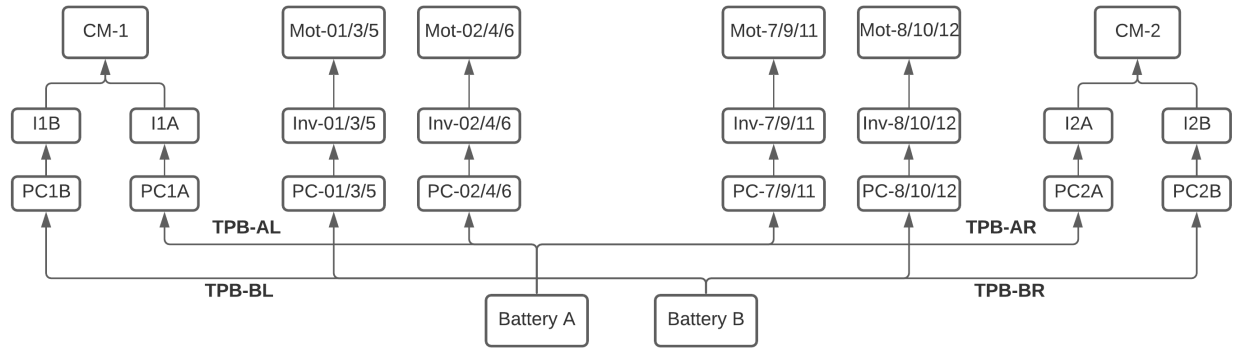 CM-1
Mot-01/3/5
Mot-02/4/6
Mot-7/9/11
Mot-8/10/12
CM-2
I1B
I1A
Inv-01/3/5
Inv-02/4/6
Inv-7/9/11
Inv-8/10/12
I2A
I2B
PC1B
PC1A
PC-01/3/5
PC-02/4/6
PC-7/9/11
PC-8/10/12
PC2A
PC2B
TPB-AL
TPB-AR
TPB-BL
TPB-BR
Battery A
Battery B